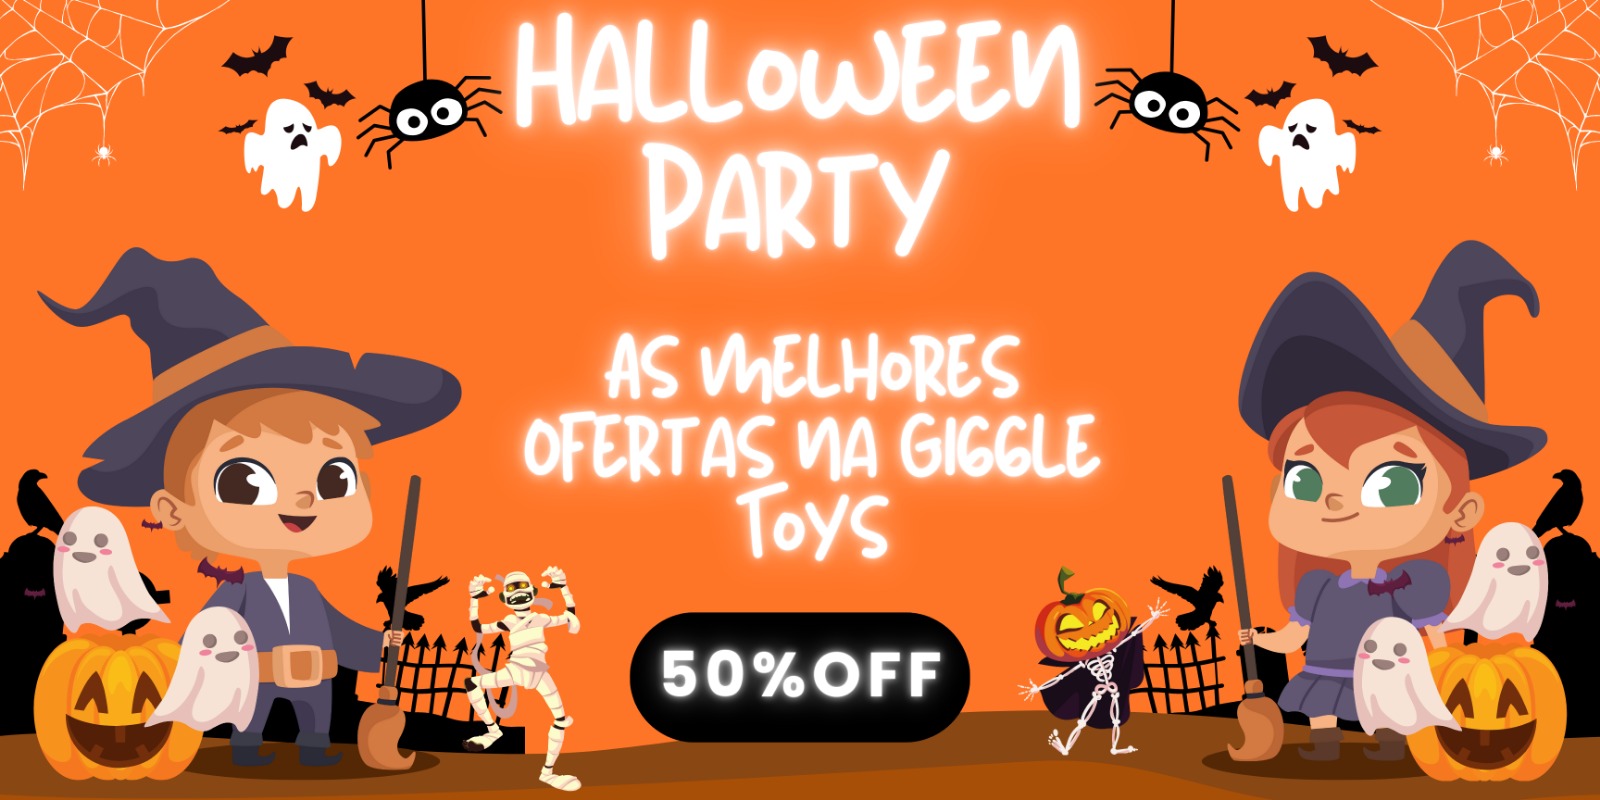 HALLOWEEN
PARTY
AS MELHORES
OFERTAS NA GIGGLE
TOYS
50%OFF